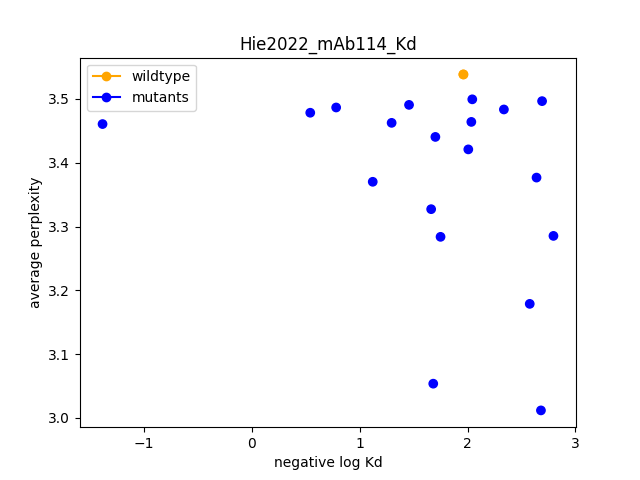 Hie2022_mAb114_Kd
wildtype
mutants
3.5
3.4
3.3
3.2
3.1
3.0
average perplexity
−1
0
1
2
3
negative log Kd